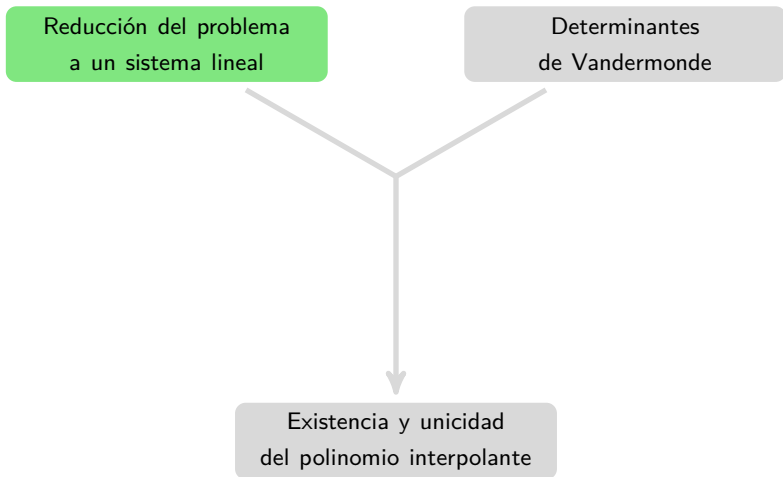 Reducción del problema
a un sistema lineal
Determinantes
de Vandermonde
Existencia y unicidad
del polinomio interpolante